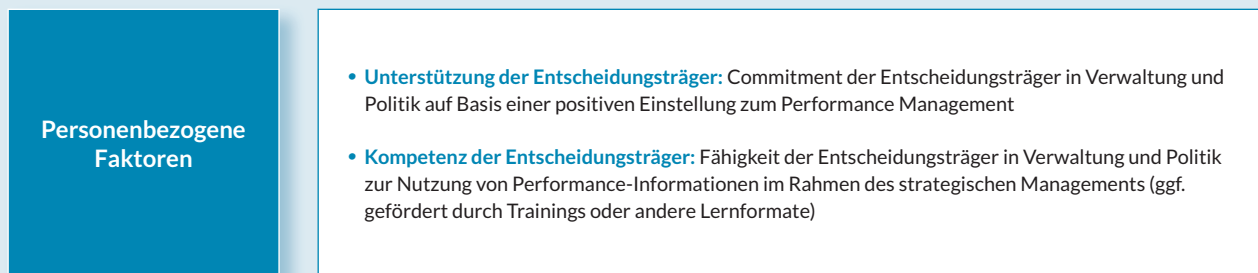 Personenbezogene
Faktoren
• Unterstützung der Entscheidungsträger: Commitment der Entscheidungsträger in Verwaltung und
Politik auf Basis einer positiven Einstellung zum Performance Management
• Kompetenz der Entscheidungsträger: Fähigkeit der Entscheidungsträger in Verwaltung und Politik
zur Nutzung von Performance-Informationen im Rahmen des strategischen Managements (ggf.
gefördert durch Trainings oder andere Lernformate)